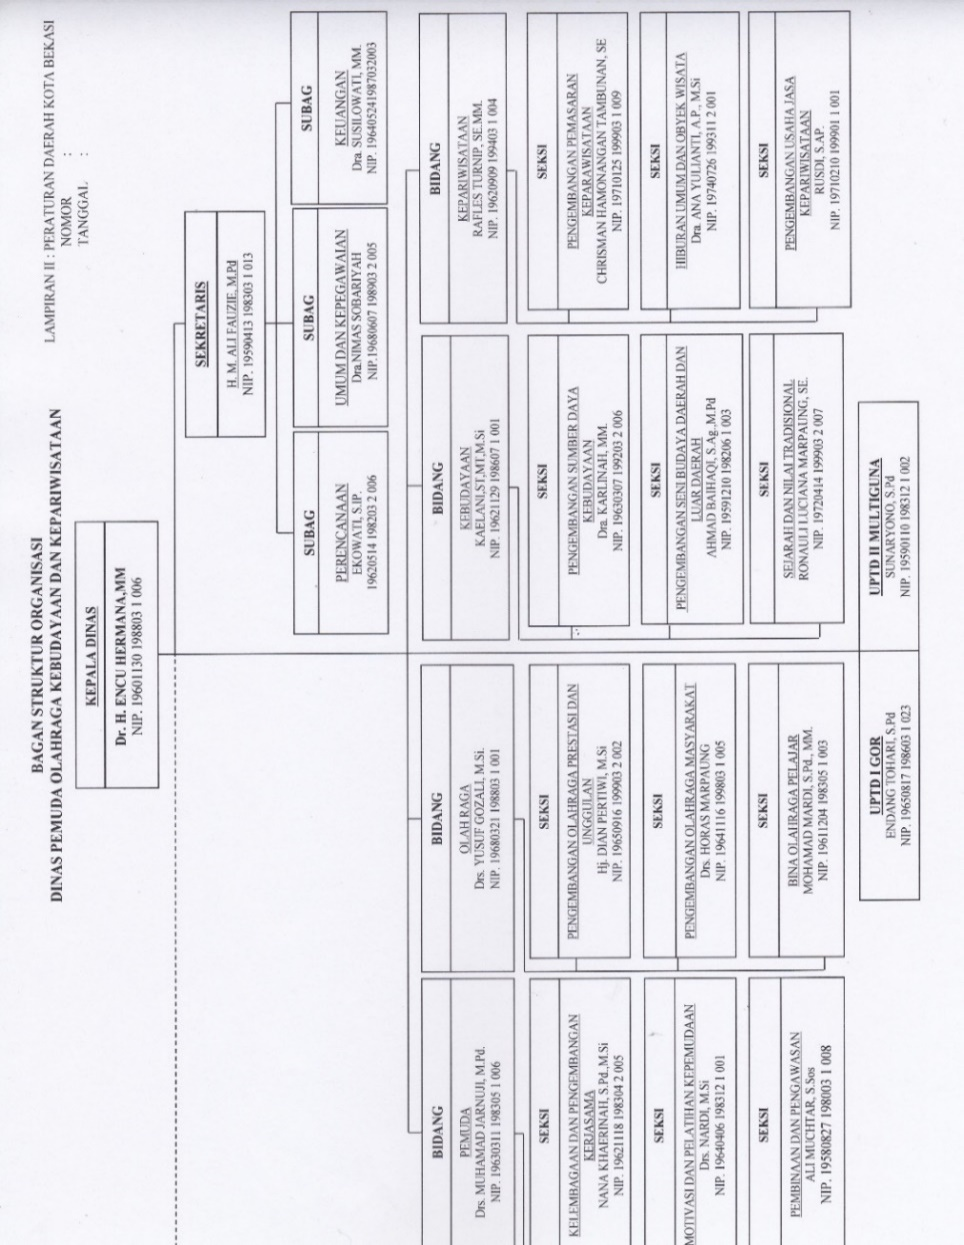 LAMPIRAN II : PERATURAN DAERAH KOTA BEKASI
NOMOR :
TANGGAL :
BAGAN STRUKTUR ORGANISASI
DINAS PEMUDA OLAHRAGA KEBUDAYAAN DAN KEPARIWISATAAN
KEPALA DINAS
Dr. H. ENCU HERMANA,MM
NIP. 19601130 198803 1 006
SEKRETARIS
H. M. ALI FAUZIE, M.Pd
NIP. 19590413 198303 1 013
SUBAG
PERENCANAAN
EKOWATI, S.IP.
19620514 198203 2 006
SUBAG
UMUM DAN KEPEGAWAIAN
Dra.NIMAS SOBARIYAH
NIP.19680607 198903 2 005
SUBAG
KEUANGAN
Dra. SUSILOWATI, MM.
NIP. 196405241987032003
BIDANG
PEMUDA
Drs. MUHAMAD JARNUJI, M.Pd.
NIP. 19630311 198305 1 006
SEKSI
KELEMBAGAAN DAN PENGEMBANGAN
KERJASAMA
NANA KHAERINAH, S.Pd.,M.Si
NIP. 19621118 198304 2 005
SEKSI
MOTIVASI DAN PELATIHAN KEPEMUDAAN
Drs. NARDI, M.Si
NIP. 19640406 198312 1 001
SEKSI
PEMBINAAN DAN PENGAWASAN
ALI MUCHTAR, S.Sos
NIP. 19580827 198003 1 008
BIDANG
OLAH RAGA
Drs. YUSUF GOZALI, M.Si.
NIP. 19680321 198803 1 001
SEKSI
PENGEMBANGAN OLAHRAGA PRESTASI DAN
UNGGULAN
Hj. DIAN PERTIWI, M.Si
NIP. 19650916 199903 2 002
SEKSI
PENGEMBANGAN OLAHRAGA MASYARAKAT
Drs. HORAS MARPAUNG
NIP. 19641116 199803 1 005
SEKSI
BINA OLAHRAGA PELAJAR
MOHAMAD MARDI, S.Pd., MM.
NIP. 19611204 198305 1 003
BIDANG
KEBUDAYAAN
KAELANI,ST,MT,M.Si
NIP. 19621129 198607 1 001
SEKSI
PENGEMBANGAN SUMBER DAYA
KEBUDAYAAN
Dra. KARLINAH, MM.
NIP. 19630307 199203 2 006
SEKSI
PENGEMBANGAN SENI BUDAYA DAERAH DAN
LUAR DAERAH
AHMAD BAIHAQI, S.Ag.,M.Pd
NIP. 19591210 198206 1 003
SEKSI
SEJARAH DAN NILAI TRADISIONAL
RONAULI LUCIANA MARPAUNG, SE.
NIP. 19720414 199903 2 007
BIDANG
KEPARIWISATAAN
RAFLES TURNIP, SE.MM.
NIP. 19620909 199403 1 004
SEKSI
PENGEMBANGAN PEMASARAN
KEPARAWISATAAN
CHRISMAN HAMONANGAN TAMBUNAN, SE
NIP. 19710125 199903 1 009
SEKSI
HIBURAN UMUM DAN OBYEK WISATA
Dra. ANA YULIANTI, A.P., M.Si
NIP. 19740726 199311 2 001
SEKSI
PENGEMBANGAN USAHA JASA
KEPARIWISATAAN
RUSDI, S.AP.
NIP. 19710210 199901 1 001
UPTD I GOR
ENDANG TOHARI, S.Pd
NIP. 19650817 198603 1 023
UPTD II MULTIGUNA
SUNARYONO, S.Pd
NIP. 19590110 198312 1 002